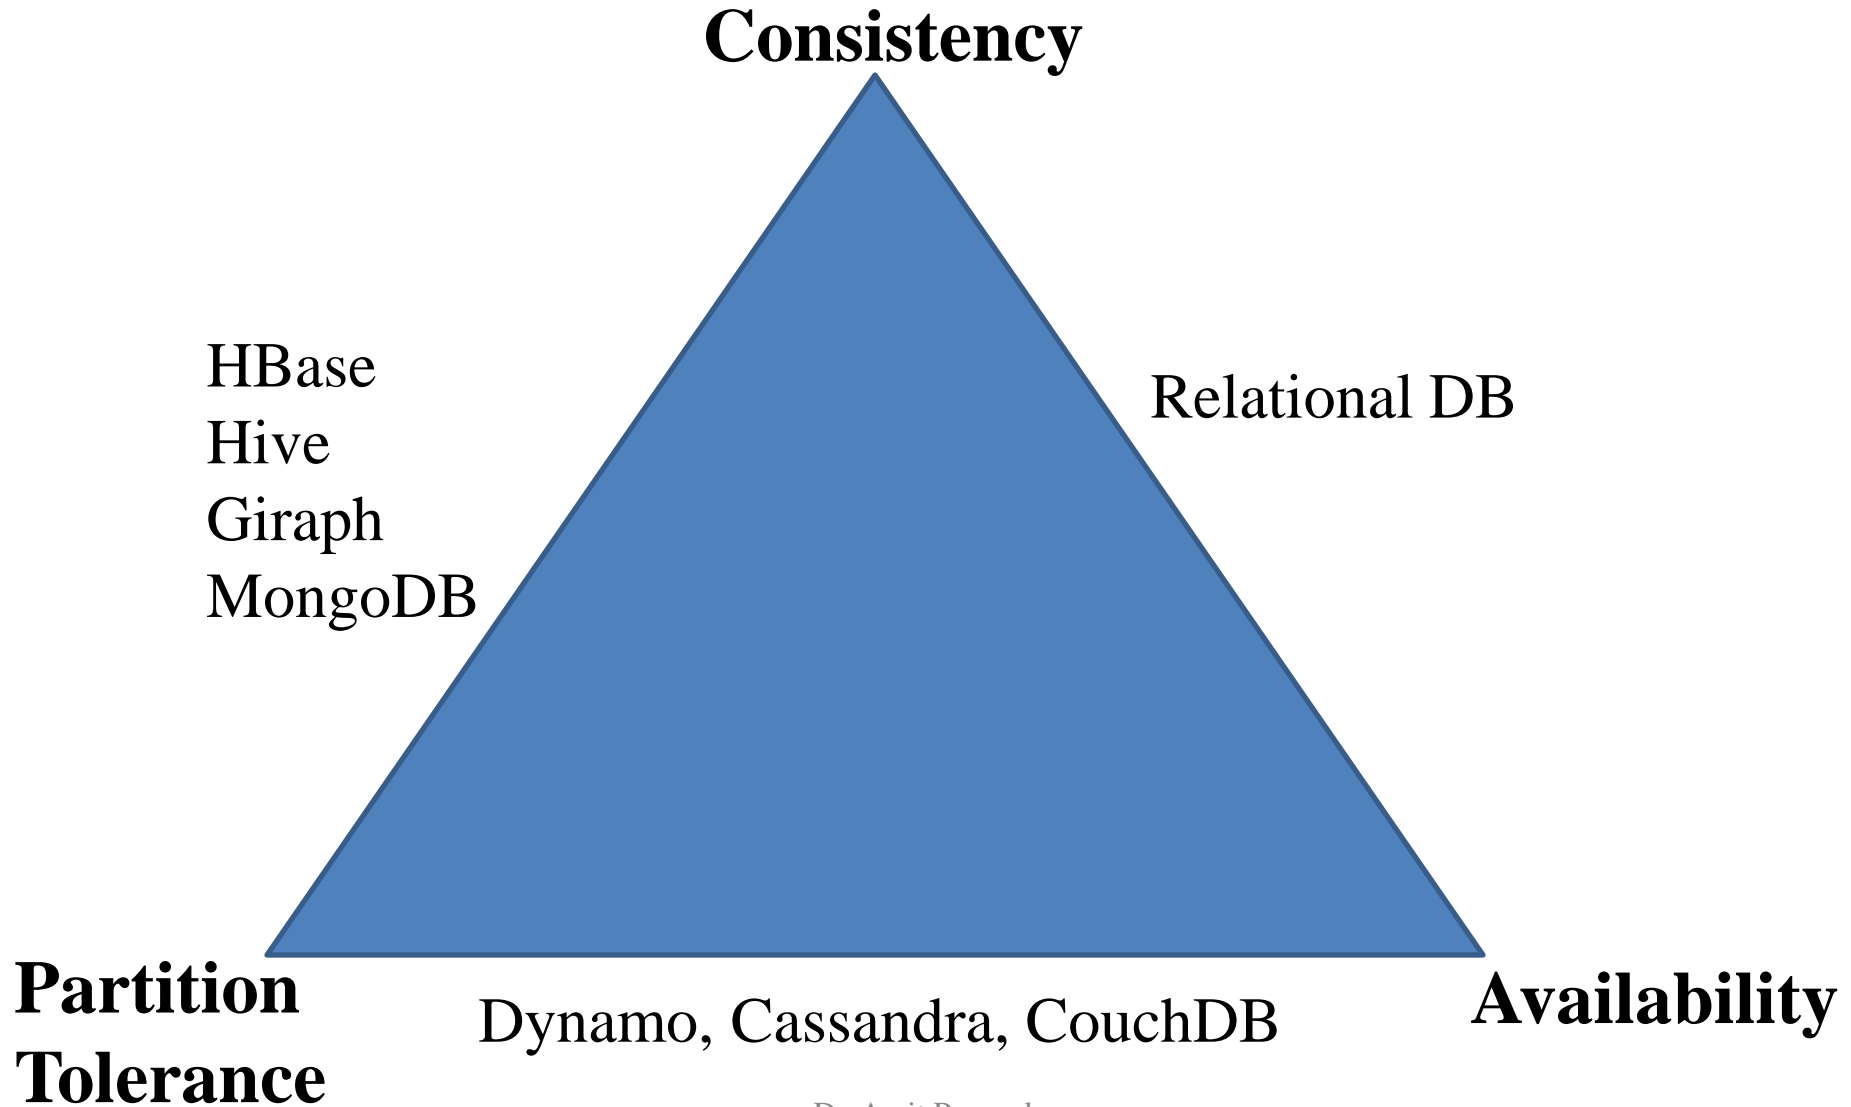 Consistency
HBase
Hive
Giraph
MongoDB
Relational DB
Partition
Tolerance
Dynamo, Cassandra, CouchDB
Availability